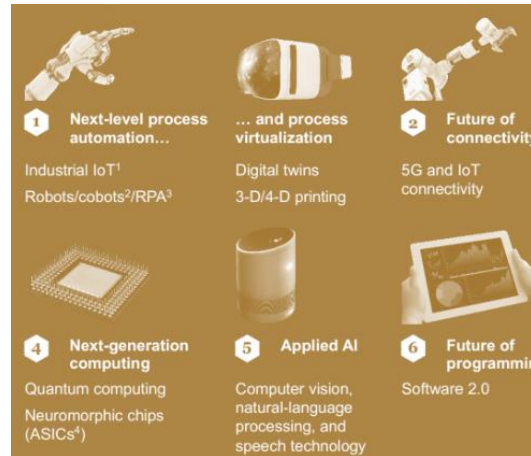 1 Next-level process
automation…
Industrial IoT¹
Robots/cobots²/RPA³
… and process
virtualization
Digital twins
3-D/4-D printing
2 Future of
connectivity
5G and IoT
connectivity
4 Next-generation
computing
Quantum computing
Neuromorphic chips
(ASICs⁴)
5 Applied AI
Computer vision,
natural-language
processing, and
speech technology
6 Future of
programmin
Software 2.0